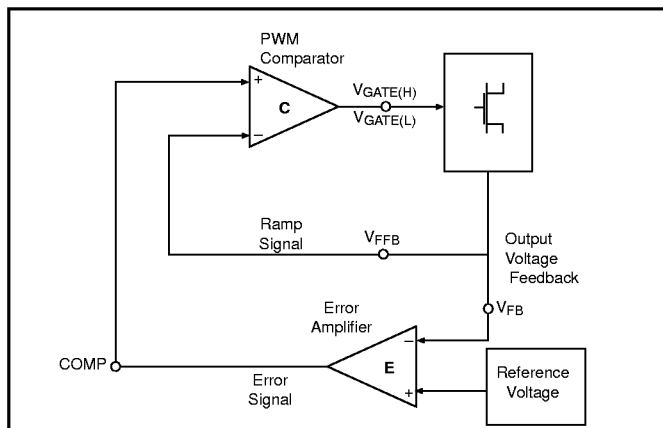 PWM
Comparator
+
C
−
VGATE(H)
VGATE(L)
Ramp
Signal
VFFB
Output
Voltage
Feedback
VFB
Error
Amplifier
−
E
+
COMP
Error
Signal
Reference
Voltage